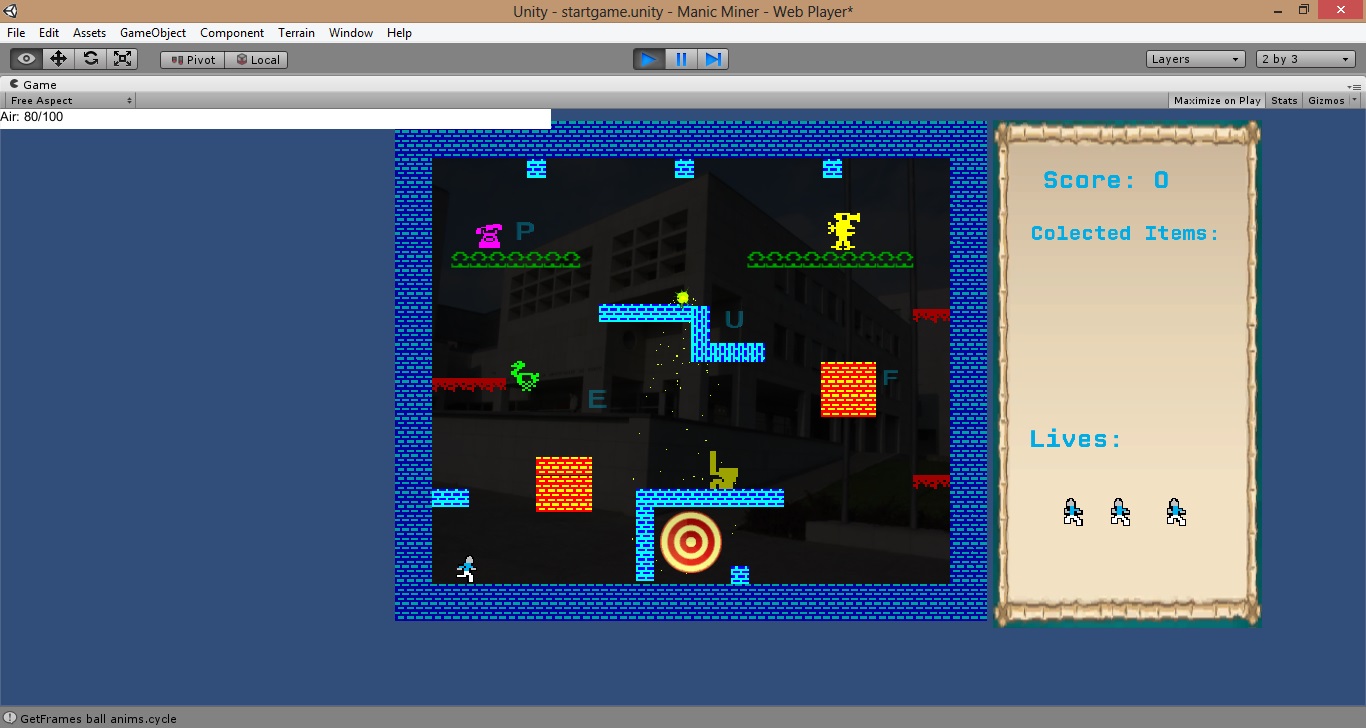 Unity - startgame.unity - Manic Miner - Web Player*
File Edit Assets GameObject Component Terrain Window Help
Pivot Local Layers 2 by 3
Game
Free Aspect Maximize on Play Stats Gizmos
Air: 80/100
Score: 0
P
Colected Items:
U
F
E
Lives:
GetFrames ball anims.cycle